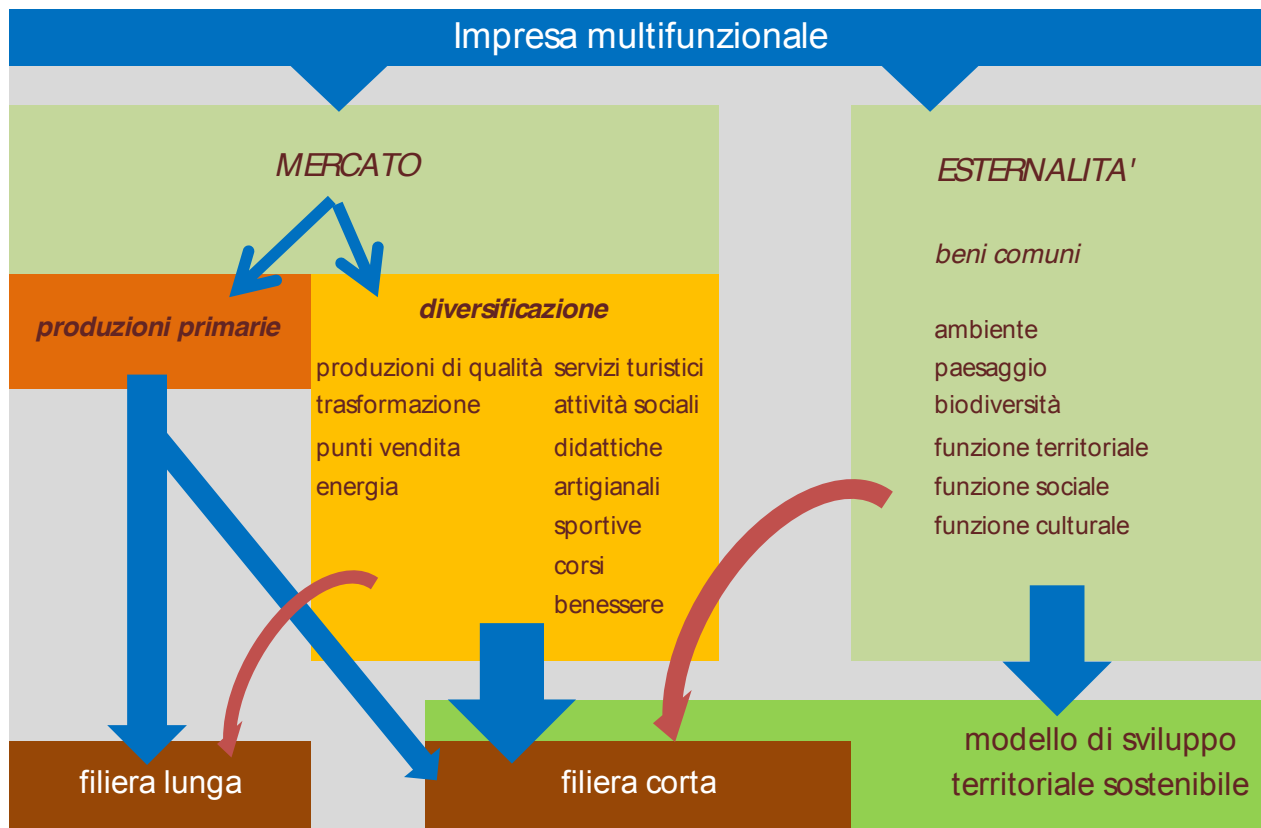 Impresa multifunzionale
MERCATO
produzioni primarie
diversificazione
produzioni di qualità
trasformazione
punti vendita
energia
servizi turistici
attività sociali
didattiche
artigianali
sportive
corsi
benessere
ESTERNALITA'
beni comuni
ambiente
paesaggio
biodiversità
funzione territoriale
funzione sociale
funzione culturale
filiera lunga
filiera corta
modello di sviluppo
territoriale sostenibile